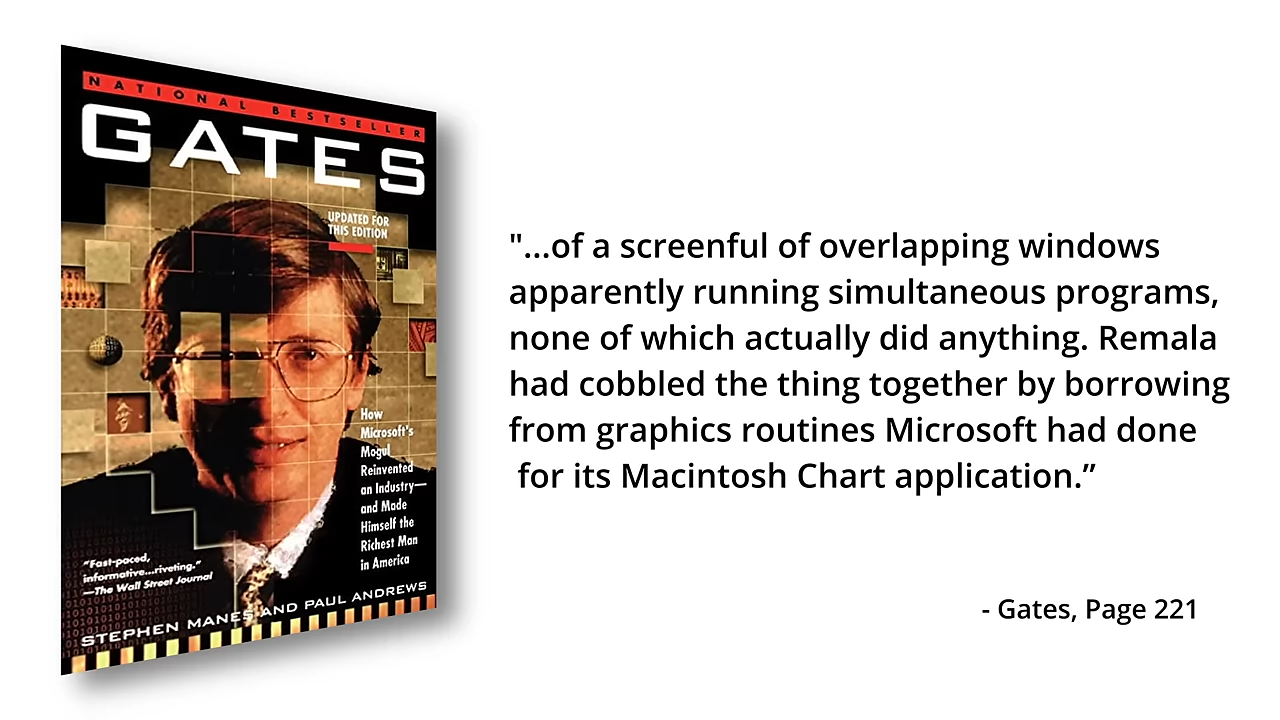 NATIONAL BESTSELLER
GATES
UPDATED FOR
THIS EDITION
How
Microsoft's
Mogul
Reinvented
an Industry—
and Made
Himself the
Richest Man
in America
"Fast-paced,
informative...riveting."
—The Wall Street Journal
STEPHEN MANES AND PAUL ANDREWS
"...of a screenful of overlapping windows
apparently running simultaneous programs,
none of which actually did anything. Remala
had cobbled the thing together by borrowing
from graphics routines Microsoft had done
for its Macintosh Chart application.”
- Gates, Page 221